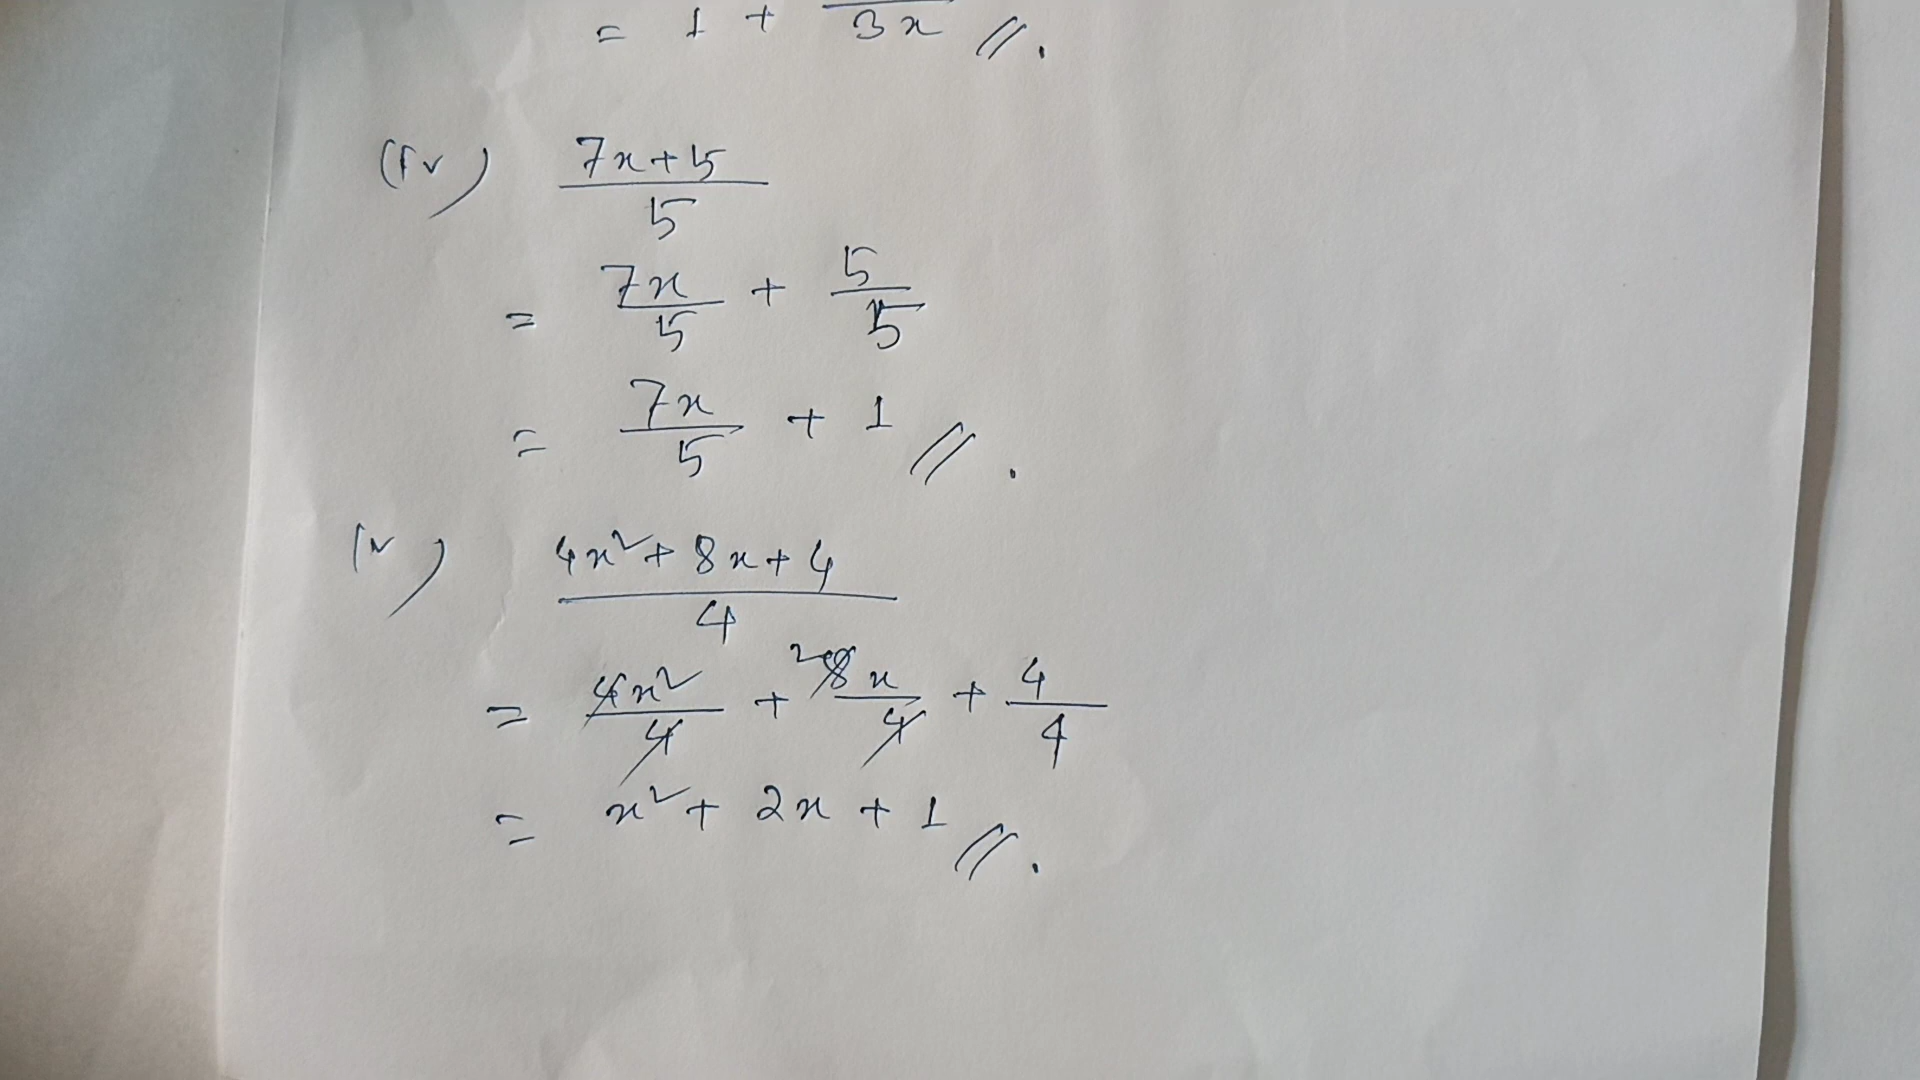 = 1 + /3x //.
(iv) 7x+5/5
= 7x/5 + 5/5
= 7x/5 + 1 //.
(v) 4x²+8x+4/4
= 4x²/4 + ²8x/4 + 4/4
= x² + 2x + 1 //.